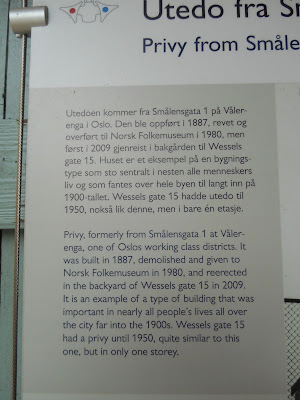 Utedo fra S
Privy from Småle
Utedoen kommer fra Smålensgata 1 på Våler-
enga i Oslo. Den ble oppført i 1887, revet og
overført til Norsk Folkemuseum i 1980, men
først i 2009 gjenreist i bakgården til Wessels
gate 15. Huset er et eksempel på en bygnings-
type som sto sentralt i nesten alle menneskers
liv og som fantes over hele byen til langt inn på
1900-tallet. Wessels gate 15 hadde utedo til
1950, nokså lik denne, men i bare én etasje.
Privy, formerly from Smålensgata 1 at Våler-
enga, one of Oslos working class districts. It
was built in 1887, demolished and given to
Norsk Folkemuseum in 1980, and reerected
in the backyard of Wessels gate 15 in 2009.
It is an example of a type of building that was
important in nearly all people's lives all over
the city far into the 1900s. Wessels gate 15
had a privy until 1950, quite similar to this
one, but in only one storey.